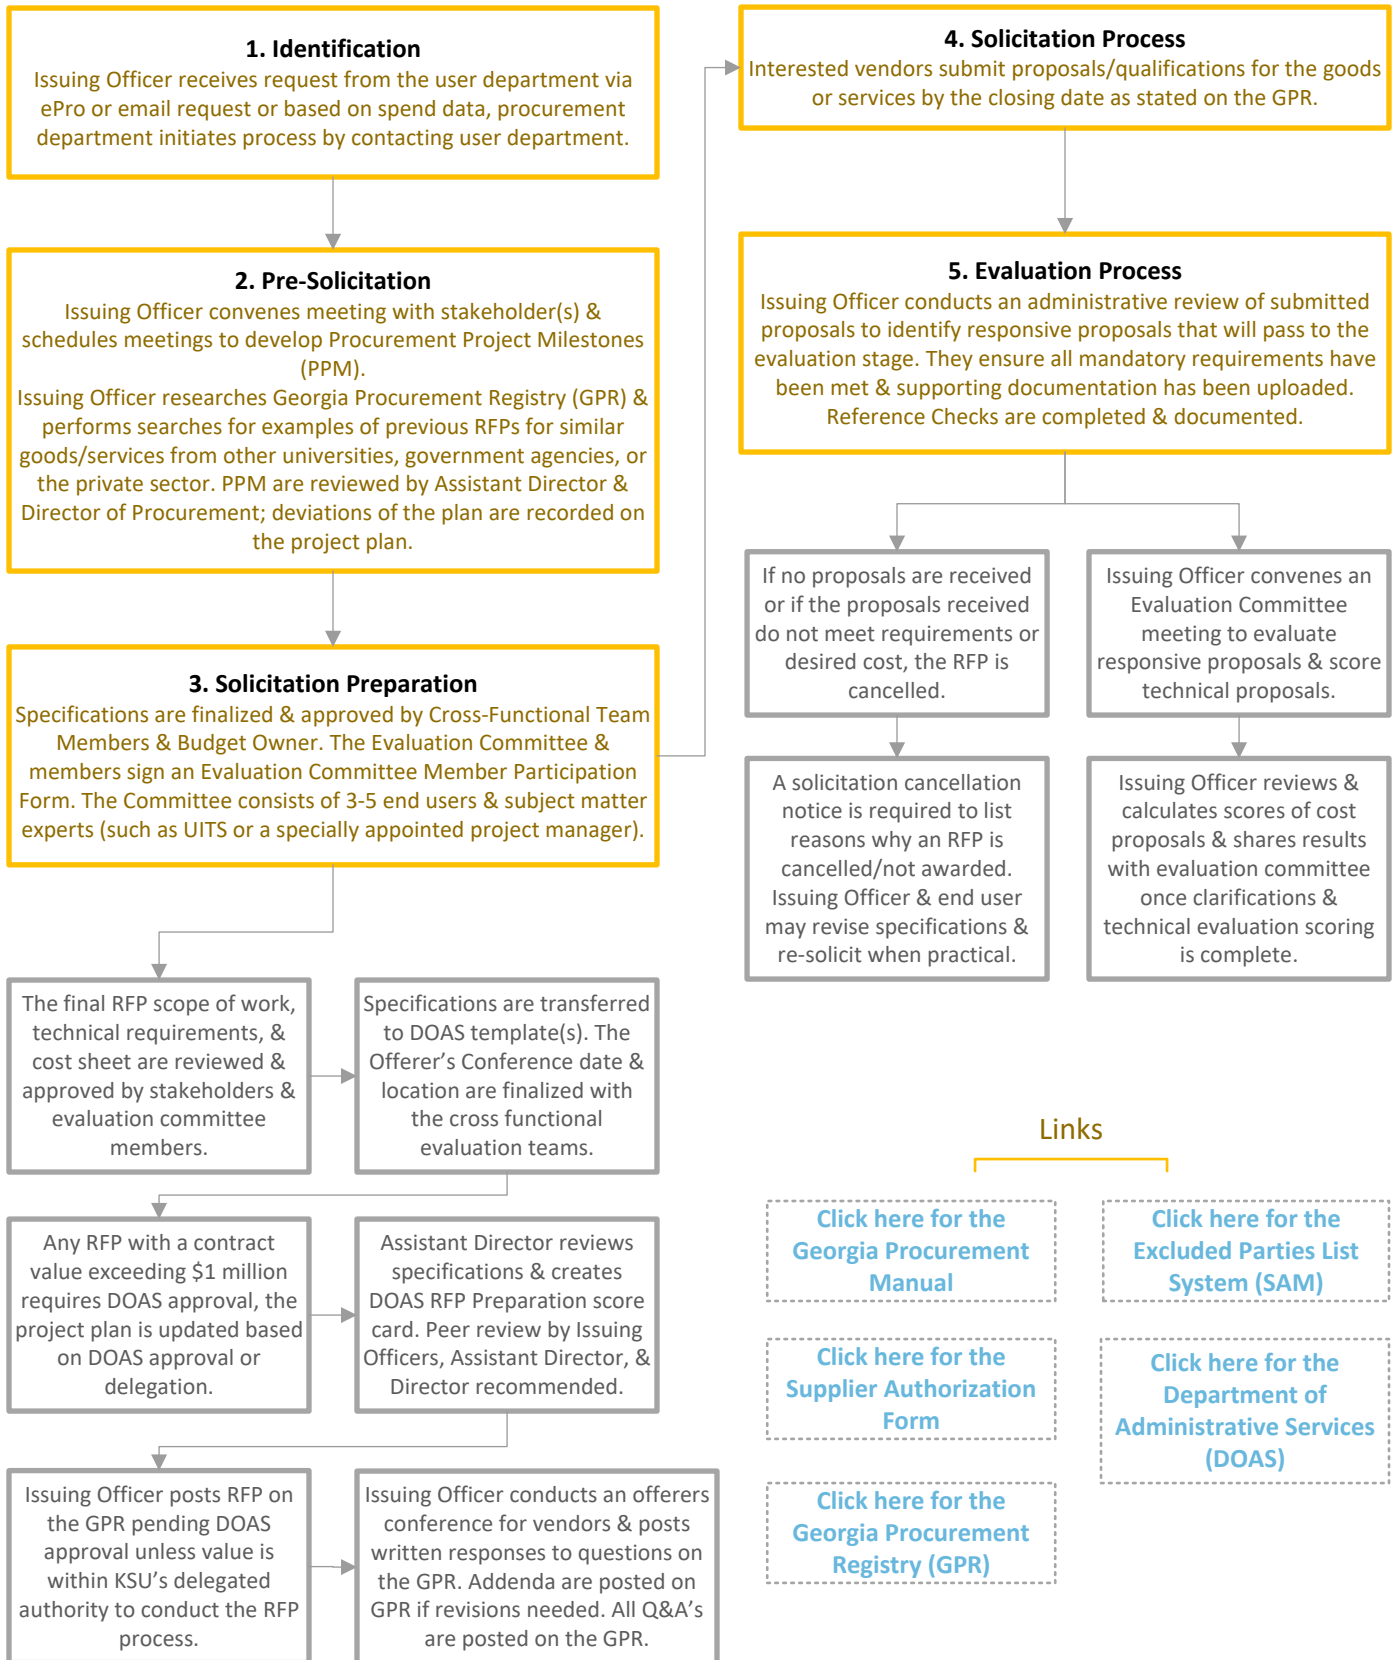 1. Identification
Issuing Officer receives request from the user department via
ePro or email request or based on spend data, procurement
department initiates process by contacting user department.
2. Pre-Solicitation
Issuing Officer convenes meeting with stakeholder(s) &
schedules meetings to develop Procurement Project Milestones
(PPM).
Issuing Officer researches Georgia Procurement Registry (GPR) &
performs searches for examples of previous RFPs for similar
goods/services from other universities, government agencies, or
the private sector. PPM are reviewed by Assistant Director &
Director of Procurement; deviations of the plan are recorded on
the project plan.
3. Solicitation Preparation
Specifications are finalized & approved by Cross-Functional Team
Members & Budget Owner. The Evaluation Committee &
members sign an Evaluation Committee Member Participation
Form. The Committee consists of 3-5 end users & subject matter
experts (such as UITS or a specially appointed project manager).
The final RFP scope of work,
technical requirements, &
cost sheet are reviewed &
approved by stakeholders &
evaluation committee
members.
Specifications are transferred
to DOAS template(s). The
Offerer's Conference date &
location are finalized with
the cross functional
evaluation teams.
Any RFP with a contract
value exceeding $1 million
requires DOAS approval, the
project plan is updated based
on DOAS approval or
delegation.
Assistant Director reviews
specifications & creates
DOAS RFP Preparation score
card. Peer review by Issuing
Officers, Assistant Director, &
Director recommended.
Issuing Officer posts RFP on
the GPR pending DOAS
approval unless value is
within KSU's delegated
authority to conduct the RFP
process.
Issuing Officer conducts an offerers
conference for vendors & posts
written responses to questions on
the GPR. Addenda are posted on
GPR if revisions needed. All Q&A's
are posted on the GPR.
4. Solicitation Process
Interested vendors submit proposals/qualifications for the goods
or services by the closing date as stated on the GPR.
5. Evaluation Process
Issuing Officer conducts an administrative review of submitted
proposals to identify responsive proposals that will pass to the
evaluation stage. They ensure all mandatory requirements have
been met & supporting documentation has been uploaded.
Reference Checks are completed & documented.
If no proposals are received
or if the proposals received
do not meet requirements or
desired cost, the RFP is
cancelled.
A solicitation cancellation
notice is required to list
reasons why an RFP is
cancelled/not awarded.
Issuing Officer & end user
may revise specifications &
re-solicit when practical.
Issuing Officer convenes an
Evaluation Committee
meeting to evaluate
responsive proposals & score
technical proposals.
Issuing Officer reviews &
calculates scores of cost
proposals & shares results
with evaluation committee
once clarifications &
technical evaluation scoring
is complete.
Links
Click here for the
Georgia Procurement
Manual
Click here for the
Excluded Parties List
System (SAM)
Click here for the
Supplier Authorization
Form
Click here for the
Department of
Administrative Services
(DOAS)
Click here for the
Georgia Procurement
Registry (GPR)